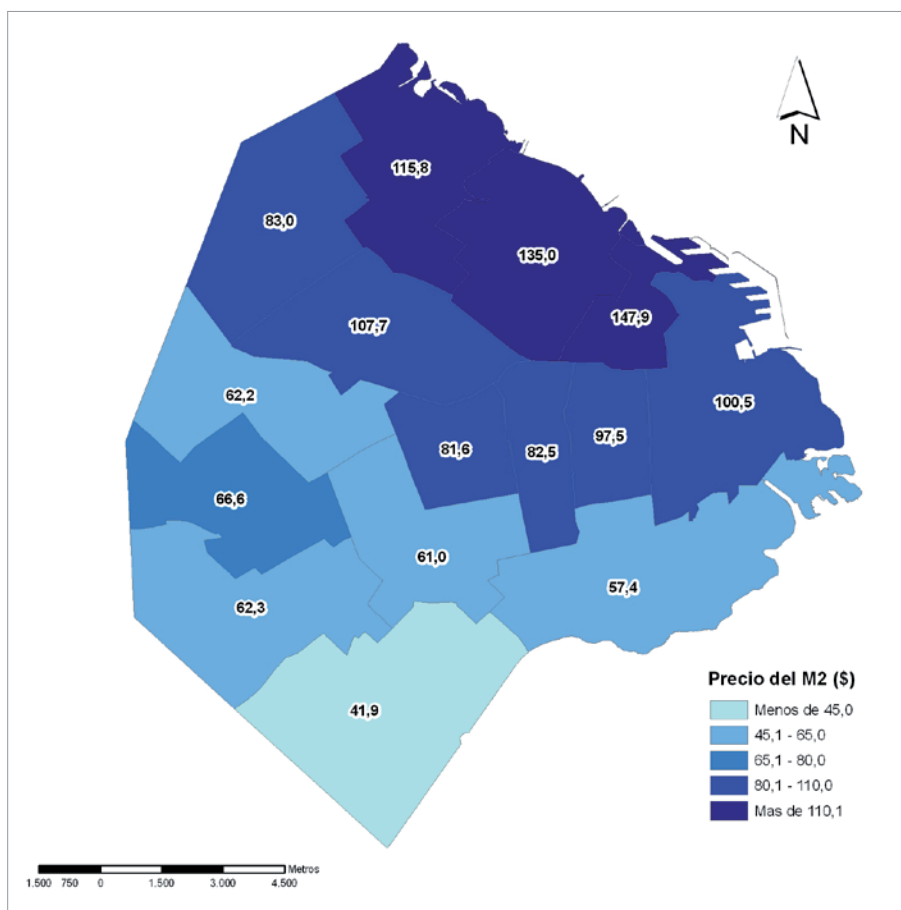 N
115,8
83,0
135,0
107,7
147,9
62,2
100,5
81,6
82,5
97,5
66,6
61,0
57,4
62,3
41,9
Precio del M2 ($)
Menos de 45,0
45,1 - 65,0
65,1 - 80,0
80,1 - 110,0
Mas de 110,1
Metros
1.500 750 0 1.500 3.000 4.500